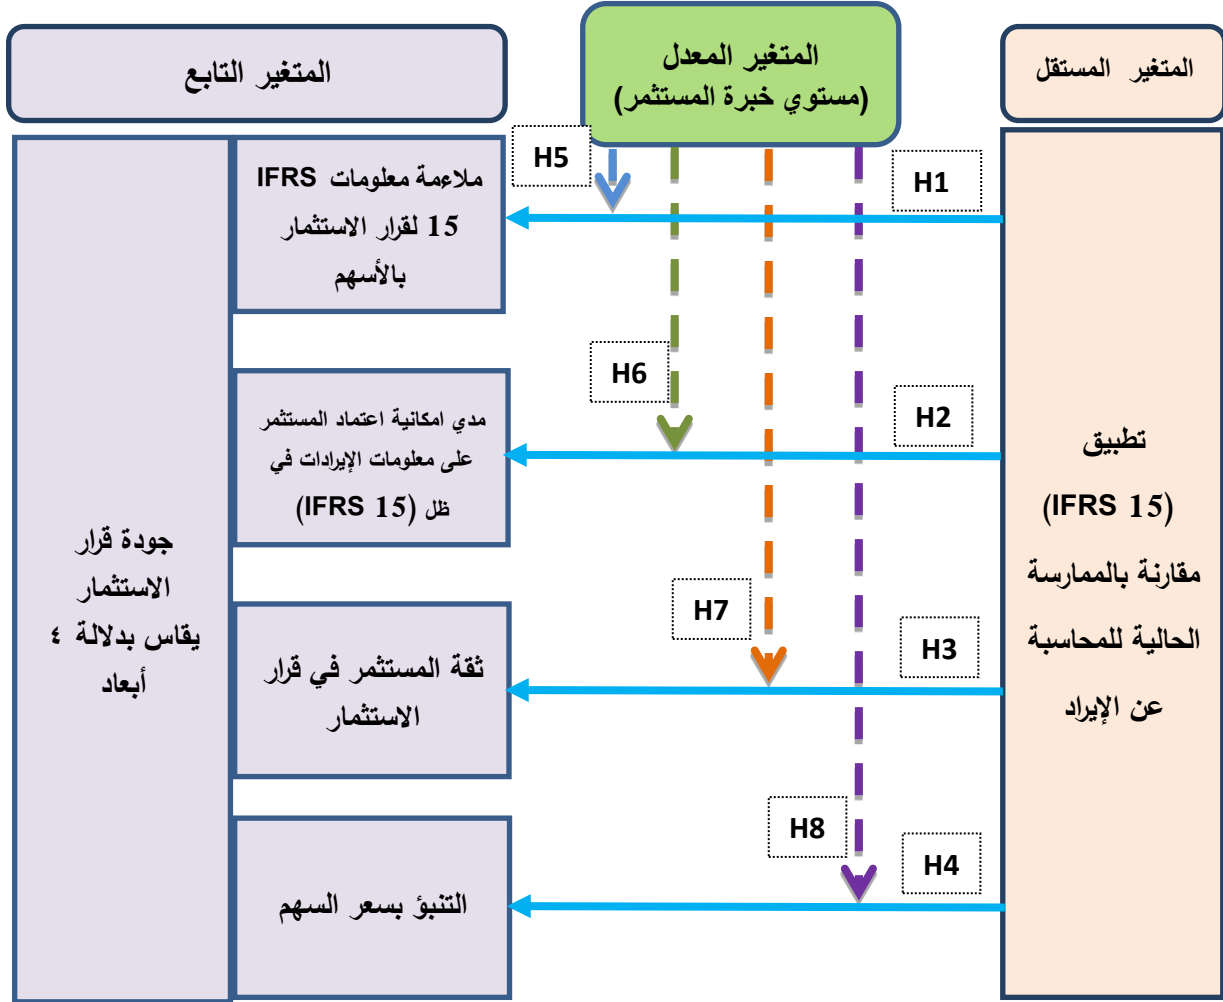 المتغير المستقل
المتغير المعدل
(مستوي خبرة المستثمر)
المتغير التابع
تطبيق
(IFRS 15)
مقارنة بالممارسة
الحالية للمحاسبة
عن الإيراد
H1
H5
ملاءمة معلومات IFRS
15 لقرار الاستثمار
بالأسهم
H2
H6
مدي امكانية اعتماد المستثمر
على معلومات الإيرادات في
ظل (IFRS 15)
H3
H7
ثقة المستثمر في قرار
الاستثمار
H4
H8
التنبؤ بسعر السهم
جودة قرار
الاستثمار
يقاس بدلالة ٤
أبعاد